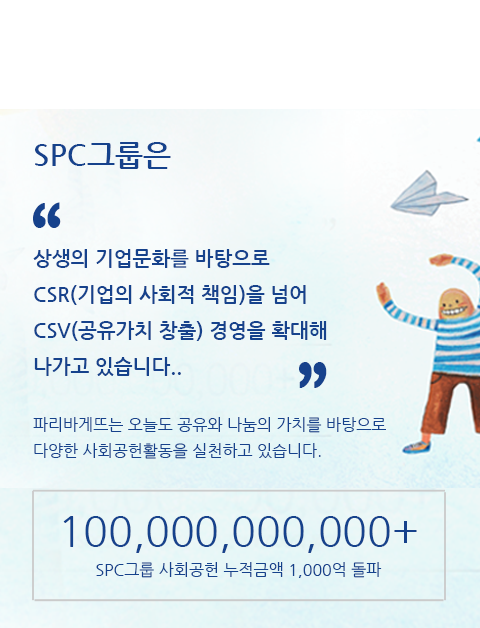 SPC그룹은
“
상생의 기업문화를 바탕으로
CSR(기업의 사회적 책임)을 넘어
CSV(공유가치 창출) 경영을 확대해
나가고 있습니다..
”
파리바게뜨는 오늘도 공유와 나눔의 가치를 바탕으로
다양한 사회공헌활동을 실천하고 있습니다.
100,000,000,000+
SPC그룹 사회공헌 누적금액 1,000억 돌파